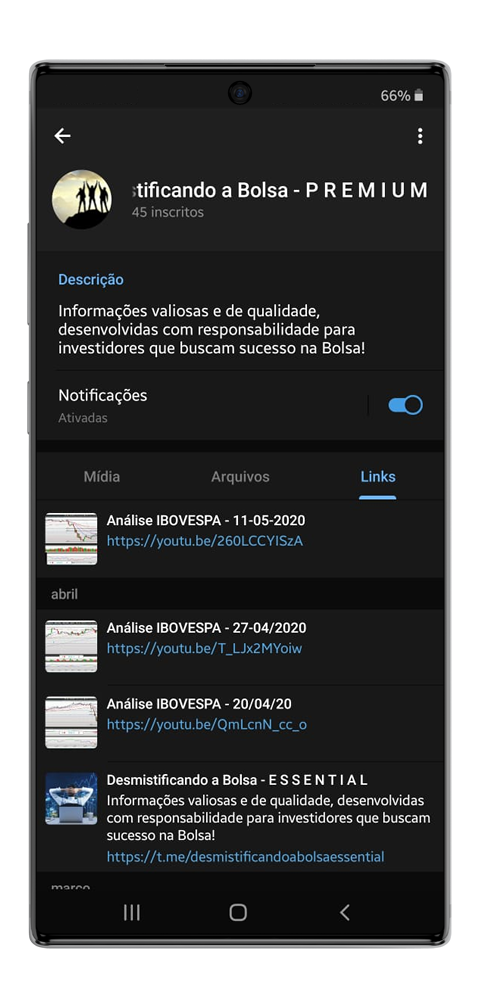 66%
tificando a Bolsa - P R E M I U M
45 inscritos
Descrição
Informações valiosas e de qualidade,
desenvolvidas com responsabilidade para
investidores que buscam sucesso na Bolsa!
Notificações
Ativadas
Mídia
Arquivos
Links
Análise IBOVESPA - 11-05-2020
https://youtu.be/260LCCYISzA
abril
Análise IBOVESPA - 27-04/2020
https://youtu.be/T_LJx2MYoiw
Análise IBOVESPA - 20/04/20
https://youtu.be/QmLcnN_cc_o
Desmistificando a Bolsa - E S S E N T I A L
Informações valiosas e de qualidade, desenvolvidas
com responsabilidade para investidores que buscam
sucesso na Bolsa!
https://t.me/desmistificandoabolsaessential
março